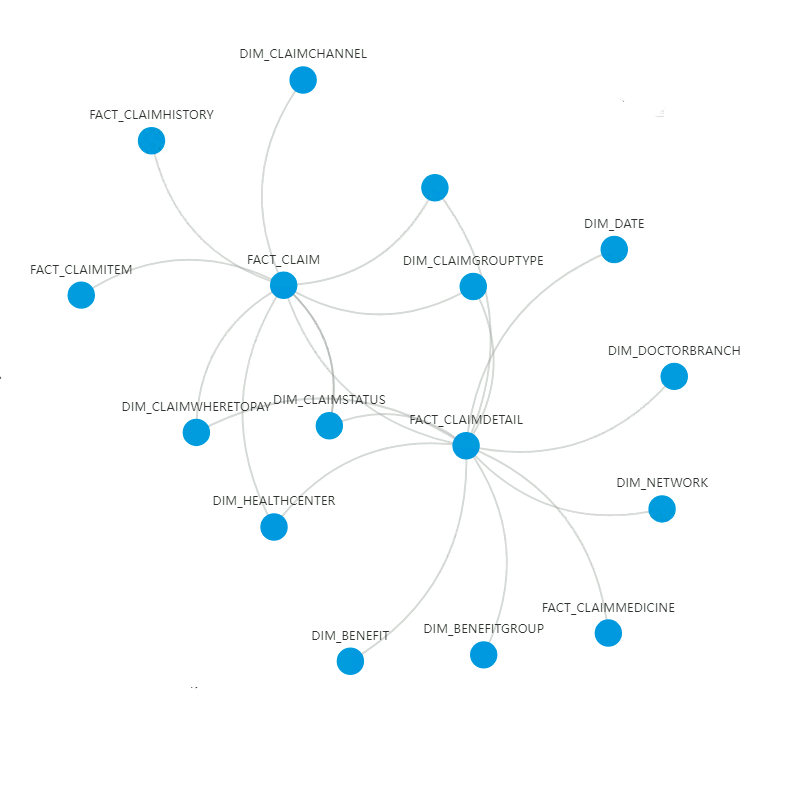 DIM_CLAIMCHANNEL
FACT_CLAIMHISTORY
DIM_DATE
FACT_CLAIM
DIM_CLAIMGROUPTYPE
FACT_CLAIMITEM
DIM_DOCTORBRANCH
DIM_CLAIMWHERETOPAY
DIM_CLAIMSTATUS
FACT_CLAIMDETAIL
DIM_NETWORK
DIM_HEALTHCENTER
FACT_CLAIMMEDICINE
DIM_BENEFITGROUP
DIM_BENEFIT